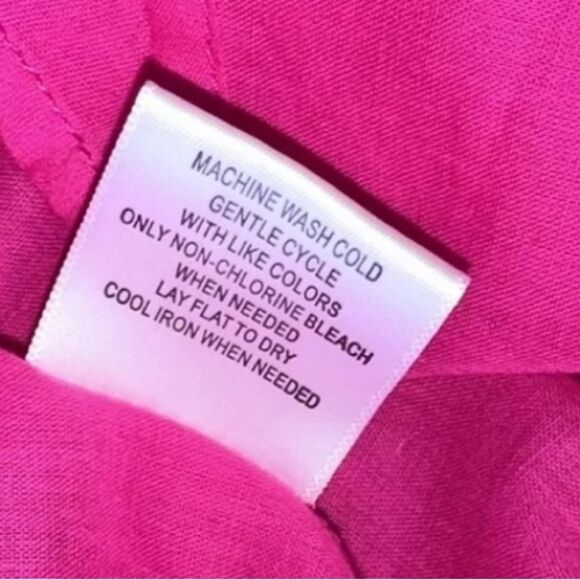 MACHINE WASH COLD
GENTLE CYCLE
WITH LIKE COLORS
ONLY NON-CHLORINE BLEACH
WHEN NEEDED
LAY FLAT TO DRY
COOL IRON WHEN NEEDED